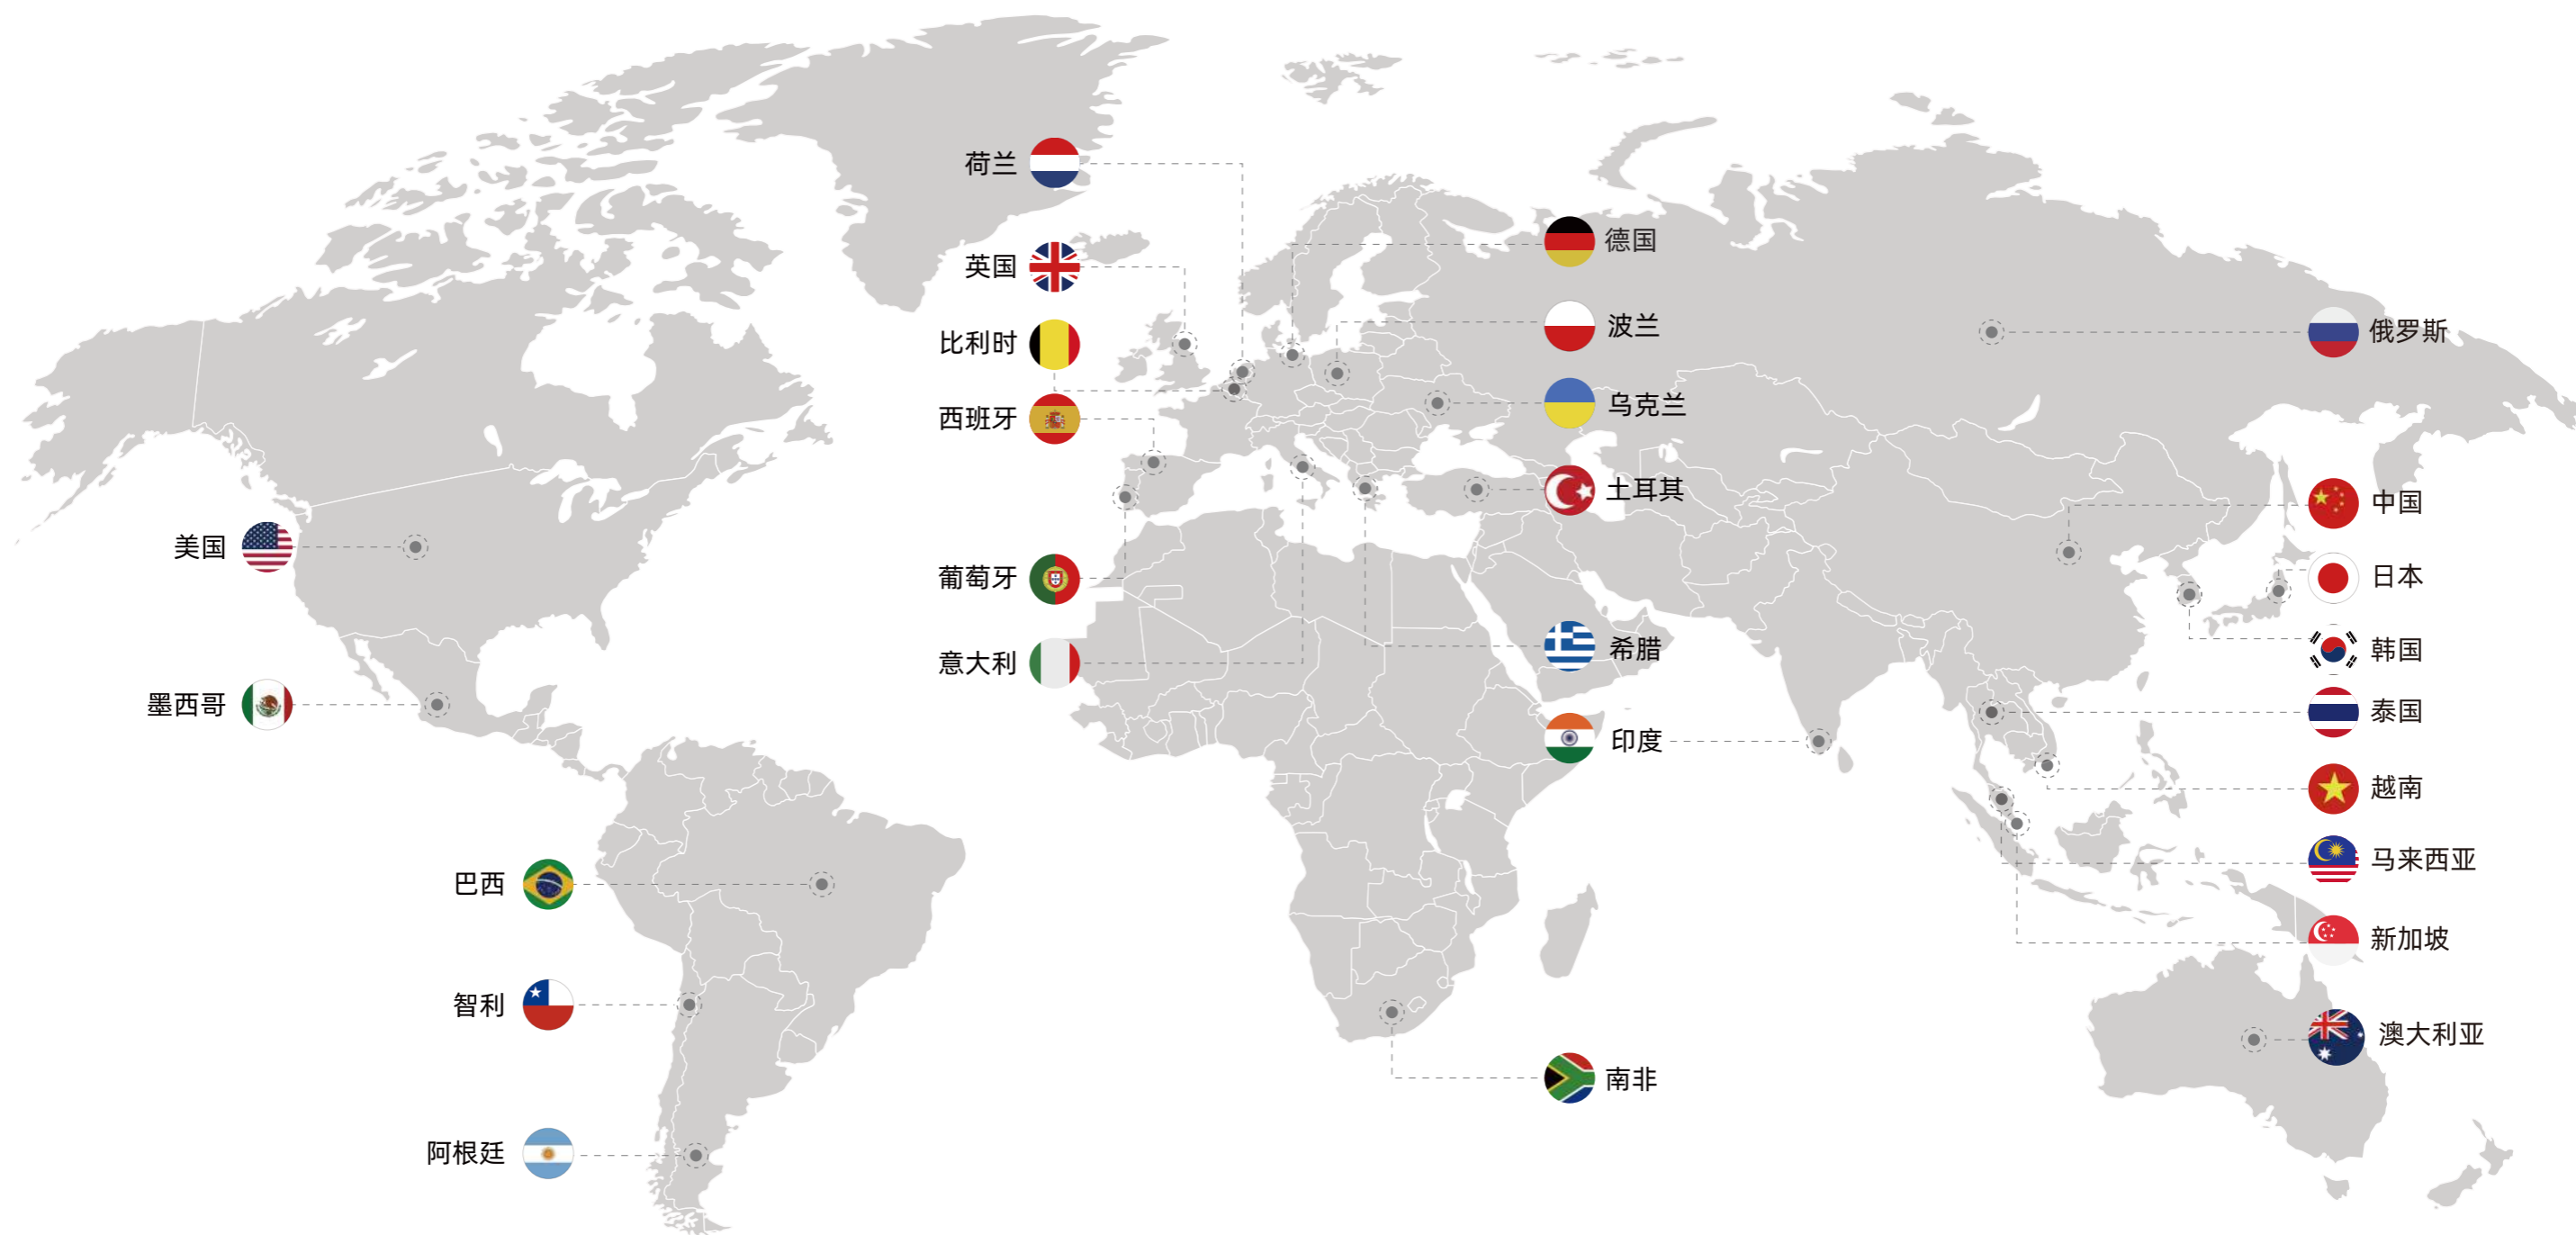 荷兰
英国
比利时
西班牙
葡萄牙
意大利
美国
墨西哥
巴西
智利
阿根廷
德国
波兰
乌克兰
土耳其
希腊
印度
南非
俄罗斯
中国
日本
韩国
泰国
越南
马来西亚
新加坡
澳大利亚